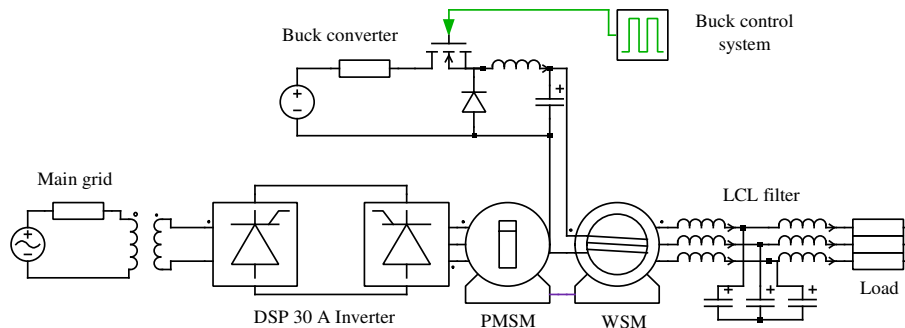 Buck converter
Buck control
system
Main grid
LCL filter
DSP 30 A Inverter
PMSM
WSM
Load